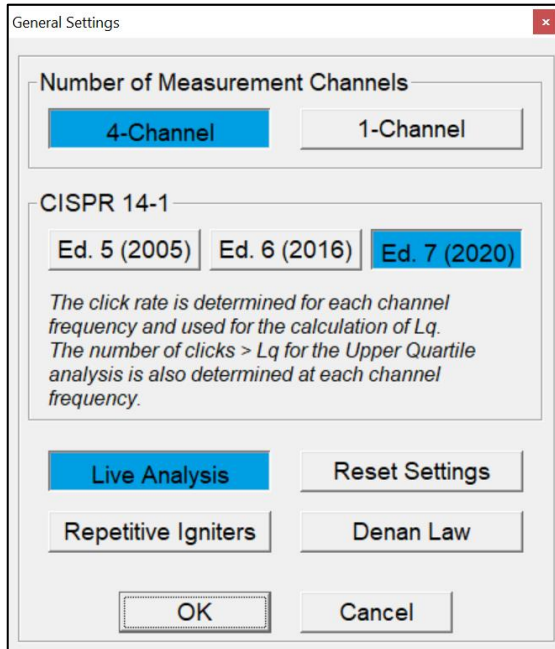 General Settings
x
Number of Measurement Channels
4-Channel
1-Channel
CISPR 14-1
Ed. 5 (2005)
Ed. 6 (2016)
Ed. 7 (2020)
The click rate is determined for each channel
frequency and used for the calculation of Lq.
The number of clicks > Lq for the Upper Quartile
analysis is also determined at each channel
frequency.
Live Analysis
Reset Settings
Repetitive Igniters
Denan Law
OK
Cancel